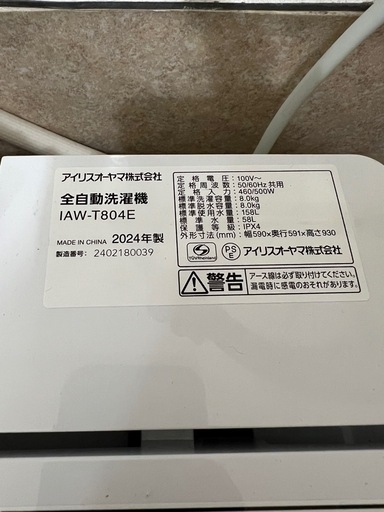 アイリスオーヤマ株式会社
全自動洗濯機
IAW-T804E
MADE IN CHINA 2024年製
製造番号: 2402180039
定格電圧: 100V~
定格周波数: 50/60Hz共用
定格入力: 460/500W
標準洗濯容量: 8.0kg
標準脱水容量: 8.0kg
標準使用水量: 158L
標準水量: 58L
保護等級: IPX4
外形寸法(mm): 幅590×奥行591×高さ930
PS
E
アイリスオーヤマ株式会社
警告
アース線は必ず取り付けてください。
漏電時に感電のおそれがあります。